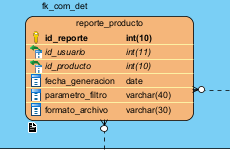 fk_com_det
reporte_producto
id_reporte int(10)
id_usuario int(11)
id_producto int(10)
fecha_generacion date
parametro_filtro varchar(40)
formato_archivo varchar(30)